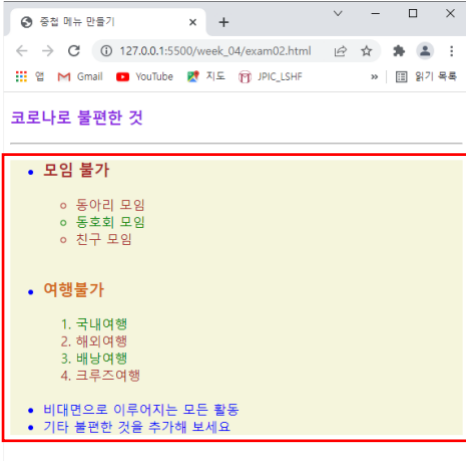 중첩 메뉴 만들기
127.0.0.1:5500/week_04/exam02.html
앱 Gmail YouTube 지도 JPIC_LSHF » 읽기 목록
코로나로 불편한 것
모임 불가
동아리 모임
동호회 모임
친구 모임
여행불가
1. 국내여행
2. 해외여행
3. 배낭여행
4. 크루즈여행
비대면으로 이루어지는 모든 활동
기타 불편한 것을 추가해 보세요